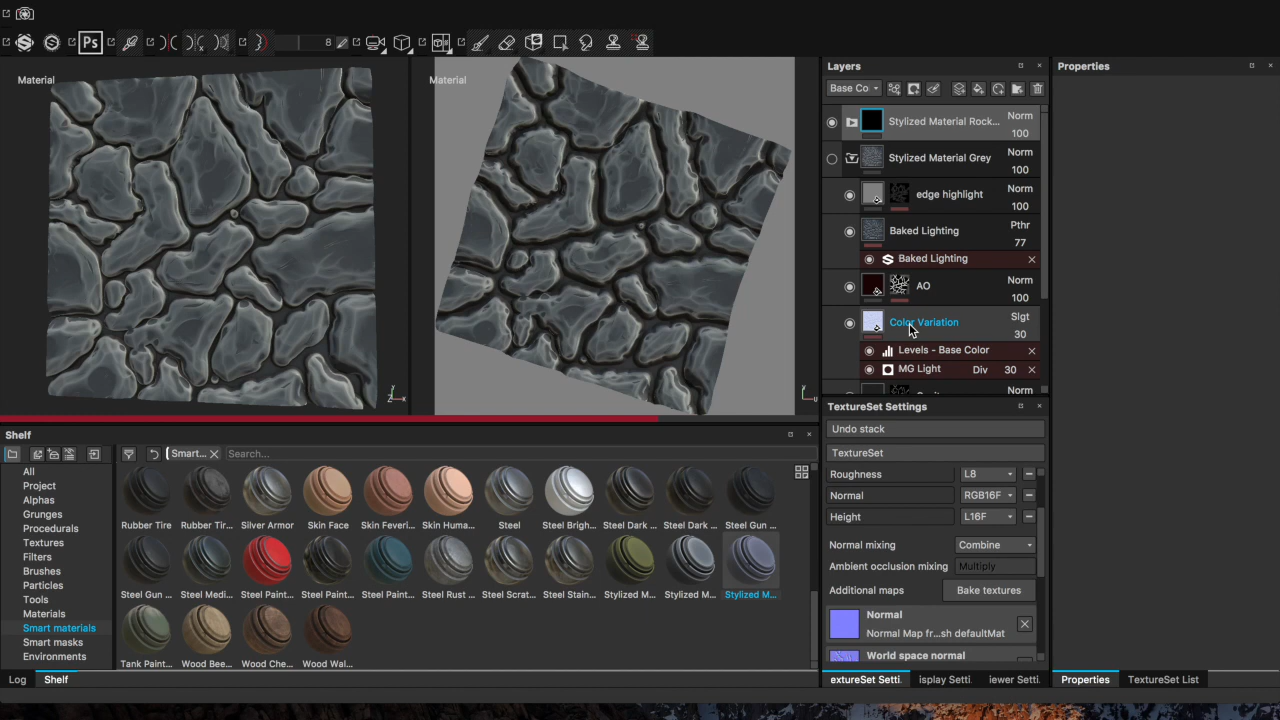 Ps
8
Material
Material
Layers
Base Co
Stylized Material Rock...
Norm
100
Stylized Material Grey
Norm
100
edge highlight
Norm
100
Baked Lighting
Pthr
77
Baked Lighting
AO
Norm
100
Color Variation
Slgt
30
Levels - Base Color
MG Light
Div
30
Norm
Properties
TextureSet Settings
Undo stack
TextureSet
Roughness
L8
Normal
RGB16F
Height
L16F
Normal mixing
Combine
Ambient occlusion mixing
Multiply
Additional maps
Bake textures
Normal
Normal Map fr...sh defaultMat
World space normal
extureSet Setti.
isplay Setti.
iewer Setti.
Properties
TextureSet List
Shelf
Smart...
Search...
All
Project
Alphas
Grunges
Procedurals
Textures
Filters
Brushes
Particles
Tools
Materials
Smart materials
Smart masks
Environments
Rubber Tire
Rubber Tir...
Silver Armor
Skin Face
Skin Feveri...
Skin Huma...
Steel
Steel Brigh...
Steel Dark ...
Steel Dark ...
Steel Gun ...
Steel Gun ...
Steel Medi...
Steel Paint...
Steel Paint...
Steel Paint...
Steel Rust ...
Steel Scrat...
Steel Stain...
Stylized M...
Stylized M...
Stylized M...
Tank Paint...
Wood Bee...
Wood Che...
Wood Wal...
Log
Shelf